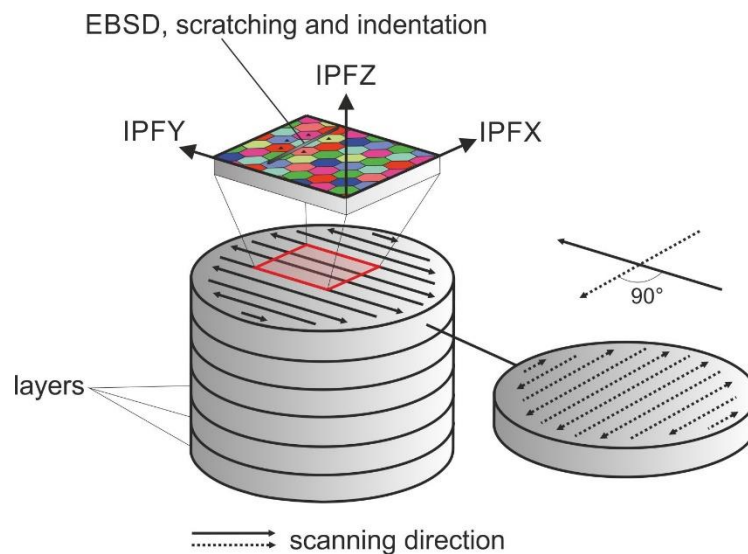 EBSD, scratching and indentation
IPFZ
IPFY
IPFX
90°
layers
scanning direction